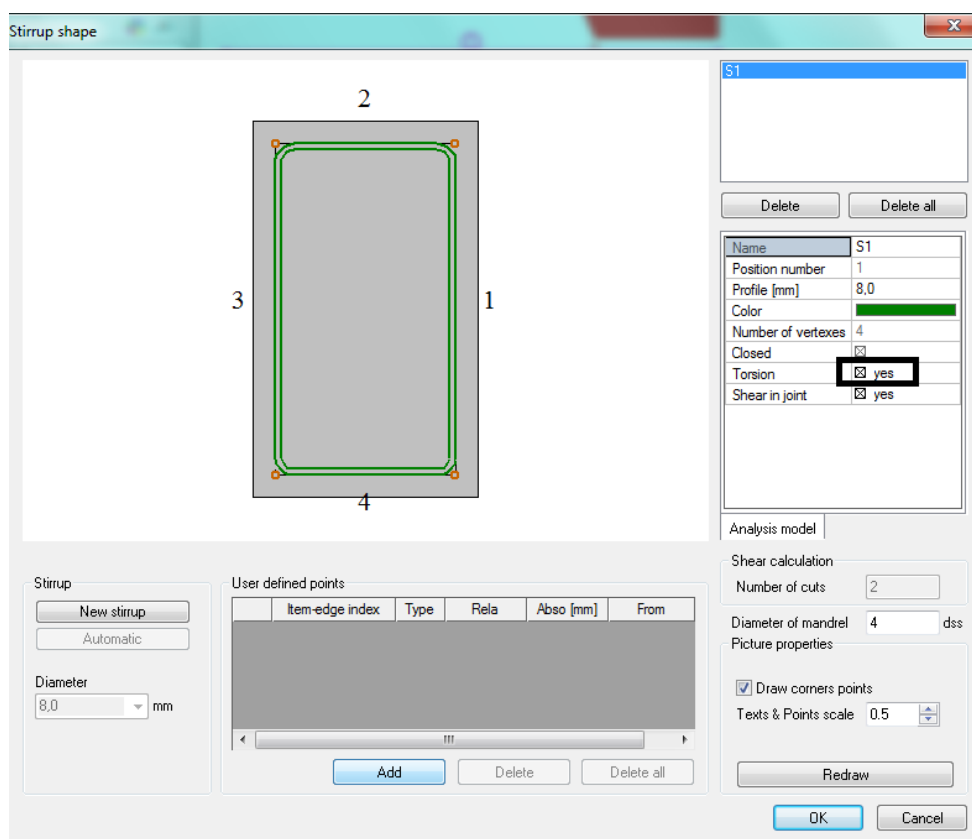 Stirrup shape
2
3
1
4
S1
Delete Delete all
Name S1
Position number 1
Profile [mm] 8,0
Color
Number of vertexes 4
Closed
Torsion yes
Shear in joint yes
Analysis model
Shear calculation
Number of cuts 2
Diameter of mandrel 4 dss
Picture properties
Draw corners points
Texts & Points scale 0.5
Redraw
Stirrup
New stirrup
Automatic
Diameter
8,0 mm
User defined points
Item-edge index Type Rela Abso [mm] From
Add Delete Delete all
OK Cancel